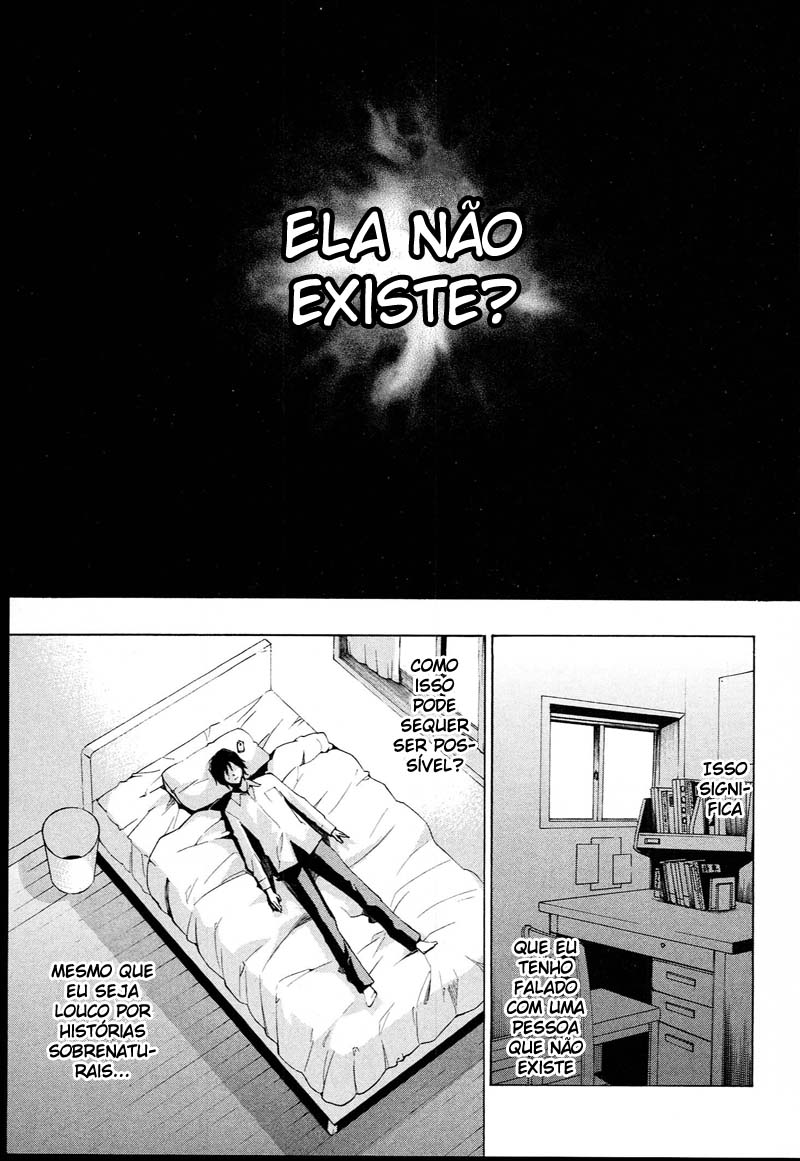 ELA NÃO
EXISTE?
ISSO
SIGNI-
FICA
QUE EU
TENHO
FALADO
COM UMA
PESSOA
QUE NÃO
EXISTE
COMO
ISSO
PODE
SEQUER
SER POS-
SÍVEL?
MESMO QUE
EU SEJA
LOUCO POR
HISTÓRIAS
SOBRENATU-
RAIS...